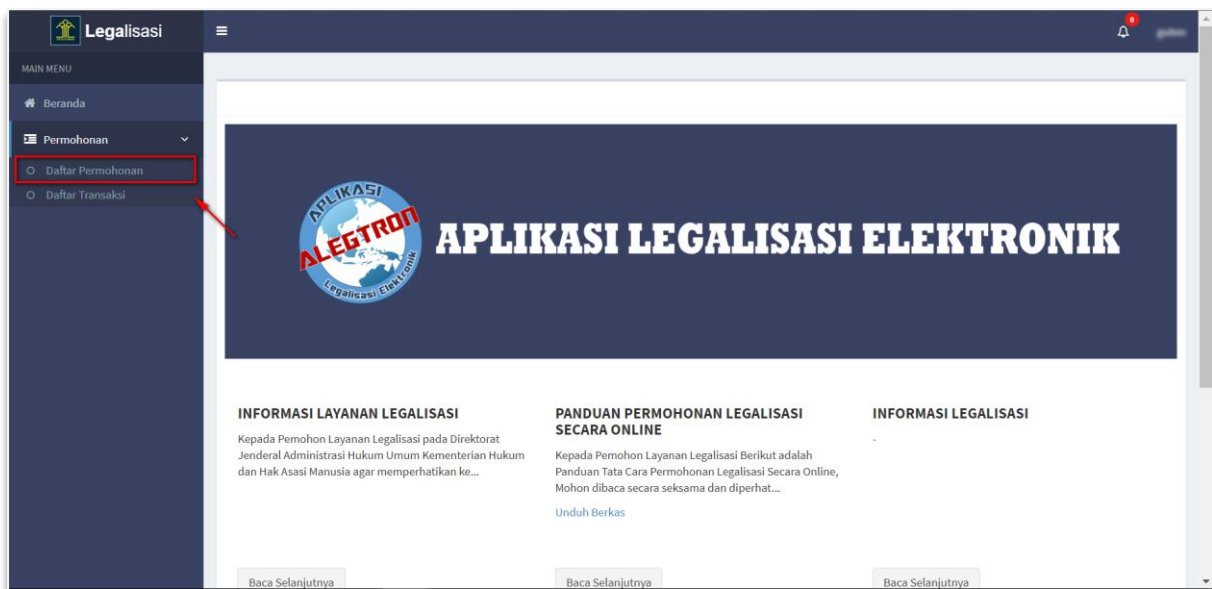 Legalisasi
0
MAIN MENU
Beranda
Permohonan
Daftar Permohonan
Daftar Transaksi
APLIKASI
ALEGTRON
Legalisasi Elektronik
APLIKASI LEGALISASI ELEKTRONIK
INFORMASI LAYANAN LEGALISASI
Kepada Pemohon Layanan Legalisasi pada Direktorat
Jenderal Administrasi Hukum Umum Kementerian Hukum
dan Hak Asasi Manusia agar memperhatikan ke...
Baca Selanjutnya
PANDUAN PERMOHONAN LEGALISASI
SECARA ONLINE
Kepada Pemohon Layanan Legalisasi Berikut adalah
Panduan Tata Cara Permohonan Legalisasi Secara Online,
Mohon dibaca secara seksama dan diperhat...
Unduh Berkas
Baca Selanjutnya
INFORMASI LEGALISASI
-
Baca Selanjutnya